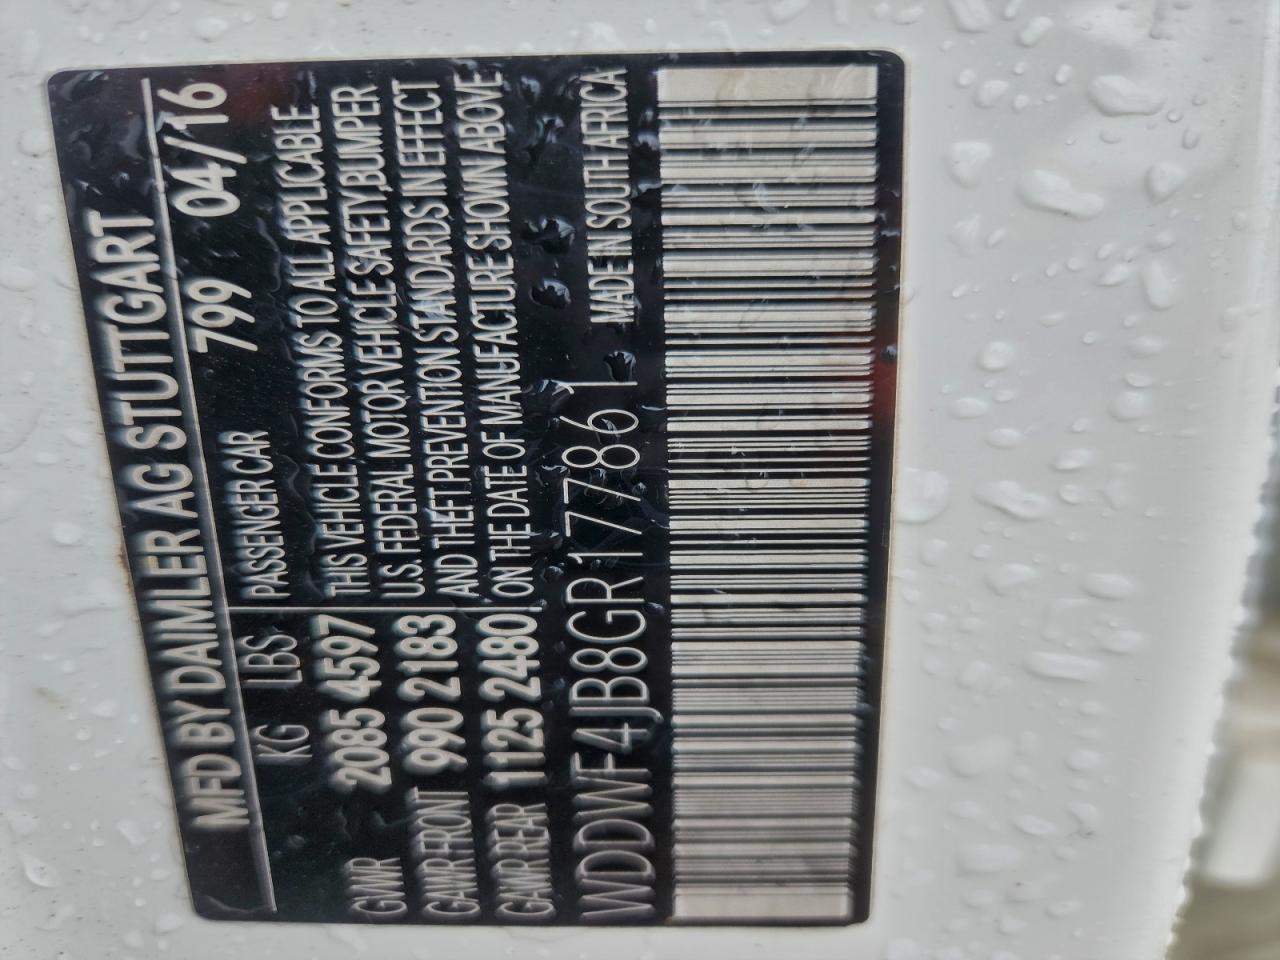 MFD BY DAIMLER AG STUTTGART
799 04/16
KG LBS
PASSENGER CAR
GVWR 2085 4597
GAWR FRONT 990 2183
GAWR REAR 1125 2480
THIS VEHICLE CONFORMS TO ALL APPLICABLE
U.S. FEDERAL MOTOR VEHICLE SAFETY,BUMPER
AND THEFT PREVENTION STANDARDS IN EFFECT
ON THE DATE OF MANUFACTURE SHOWN ABOVE
WDDWF4JB8GR177861
MADE IN SOUTH AFRICA